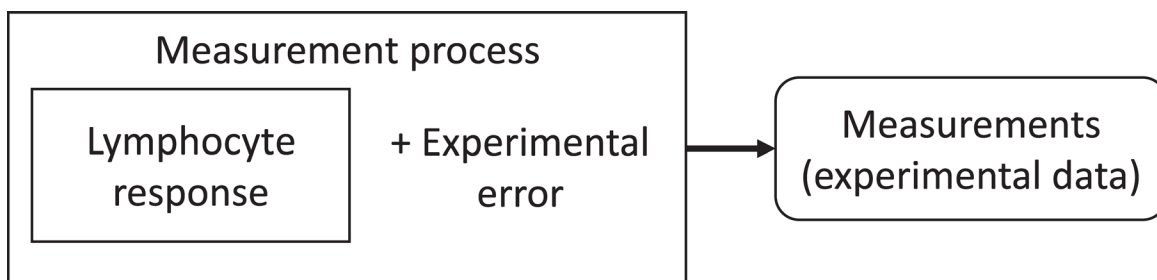 Measurement process
Lymphocyte
response
+ Experimental
error
Measurements
(experimental data)